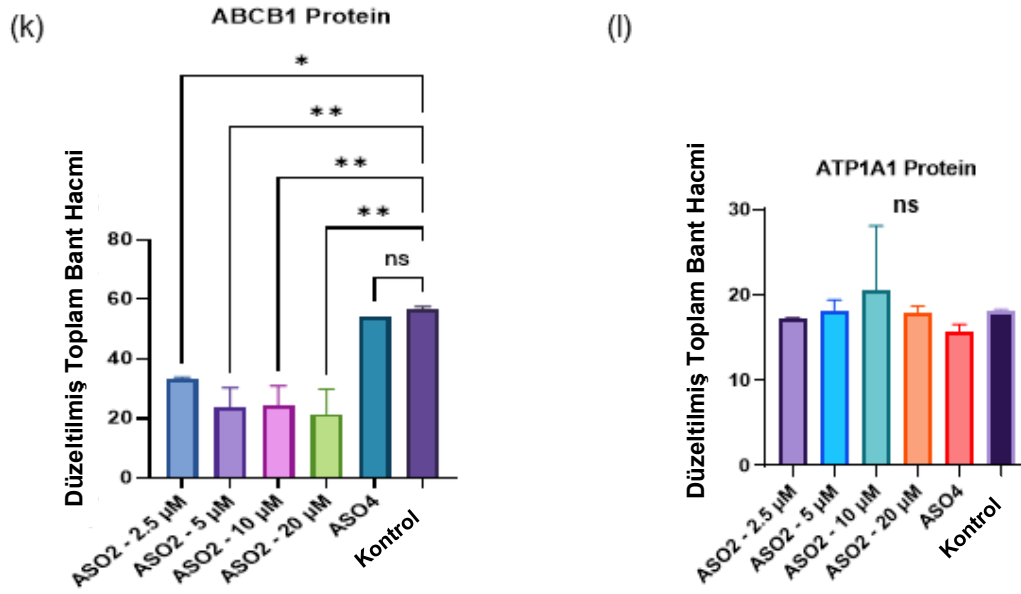 (k)
ABCB1 Protein
*
**
**
**
ns
Düzeltilmiş Toplam Bant Hacmi
80
60
40
20
0
ASO2 - 2.5 µM
ASO2 - 5 µM
ASO2 - 10 µM
ASO2 - 20 µM
ASO4
Kontrol
(l)
ATP1A1 Protein
ns
Düzeltilmiş Toplam Bant Hacmi
30
20
10
0
ASO2 - 2.5 µM
ASO2 - 5 µM
ASO2 - 10 µM
ASO2 - 20 µM
ASO4
Kontrol